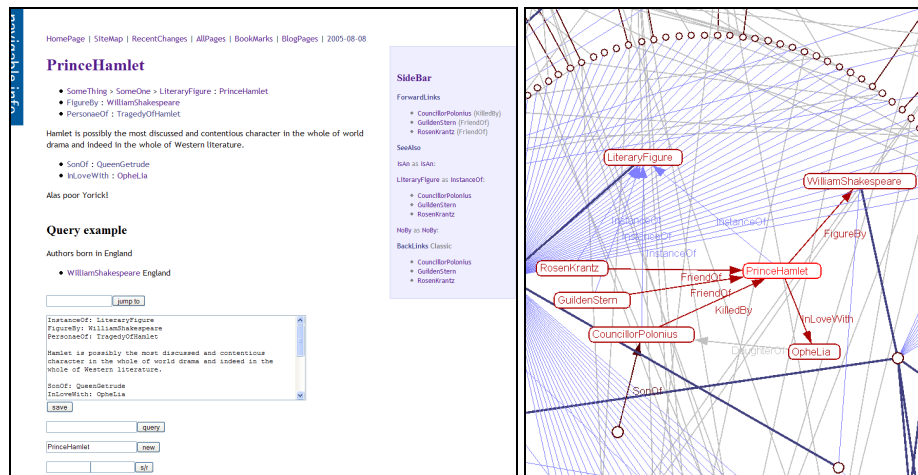 navigable info
HomePage | SiteMap | RecentChanges | AllPages | BookMarks | BlogPages | 2005-08-08
PrinceHamlet
SomeThing > SomeOne > LiteraryFigure : PrinceHamlet
FigureBy : WilliamShakespeare
PersonaeOf : TragedyOfHamlet
Hamlet is possibly the most discussed and contentious character in the whole of world
drama and indeed in the whole of Western literature.
SonOf : QueenGetrude
InLoveWith : OpheLia
Alas poor Yorick!
Query example
Authors born in England
WilliamShakespeare England
jump to
InstanceOf: LiteraryFigure
FigureBy: WilliamShakespeare
PersonaeOf: TragedyOfHamlet
Hamlet is possibly the most discussed and contentious
character in the whole of world drama and indeed in the
whole of Western literature.
SonOf: QueenGetrude
InLoveWith: OpheLia
save
query
PrinceHamlet new
s/r
SideBar
ForwardLinks
CouncillorPolonius (KilledBy)
GuildenStern (FriendOf)
RosenKrantz (FriendOf)
SeeAlso
IsAn as IsAn:
LiteraryFigure as InstanceOf:
CouncillorPolonius
GuildenStern
RosenKrantz
NoBy as NoBy:
BackLinks Classic
CouncillorPolonius
GuildenStern
RosenKrantz
LiteraryFigure
WilliamShakespeare
InstanceOf
InstanceOf
InstanceOf
InstanceOf
FigureBy
RosenKrantz
FriendOf
PrinceHamlet
GuildenStern
FriendOf
KilledBy
InLoveWith
CouncillorPolonius
DaughterOf
OpheLia
SonOf